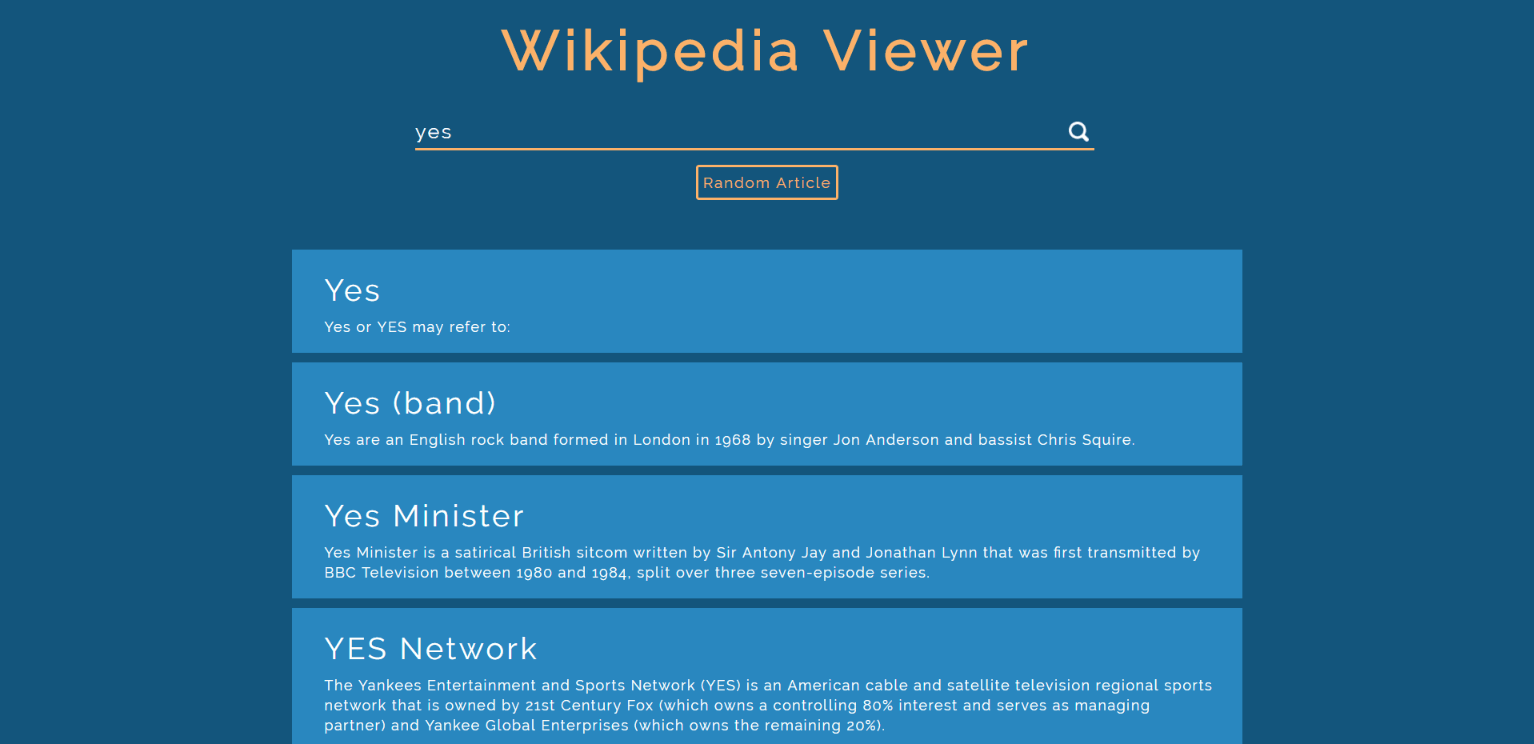 Wikipedia Viewer
yes
Random Article
Yes
Yes or YES may refer to:
Yes (band)
Yes are an English rock band formed in London in 1968 by singer Jon Anderson and bassist Chris Squire.
Yes Minister
Yes Minister is a satirical British sitcom written by Sir Antony Jay and Jonathan Lynn that was first transmitted by
BBC Television between 1980 and 1984, split over three seven-episode series.
YES Network
The Yankees Entertainment and Sports Network (YES) is an American cable and satellite television regional sports
network that is owned by 21st Century Fox (which owns a controlling 80% interest and serves as managing
partner) and Yankee Global Enterprises (which owns the remaining 20%).